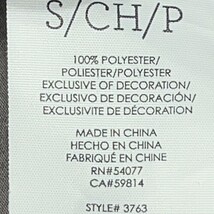 S/CH/P
100% POLYESTER/
POLIESTER/POLYESTER
EXCLUSIVE OF DECORATION/
EXCLUSIVO DE DECORACIÓN/
EXCLUSIVITE DE DÉCORATION
MADE IN CHINA
HECHO EN CHINA
FABRIQUÉ EN CHINE
RN#54077
CA#59814
STYLE# 3763